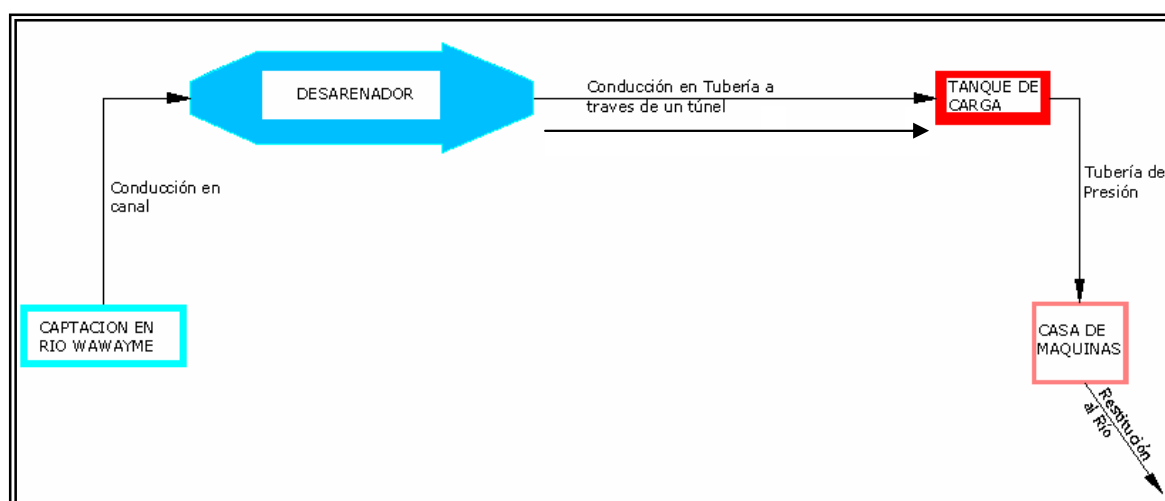 DESARENADOR
Conducción en Tubería a
traves de un túnel
TANQUE DE
CARGA
Conducción en
canal
Tubería de
Presión
CAPTACION EN
RIO WAWAYME
CASA DE
MAQUINAS
Restitución
al Río